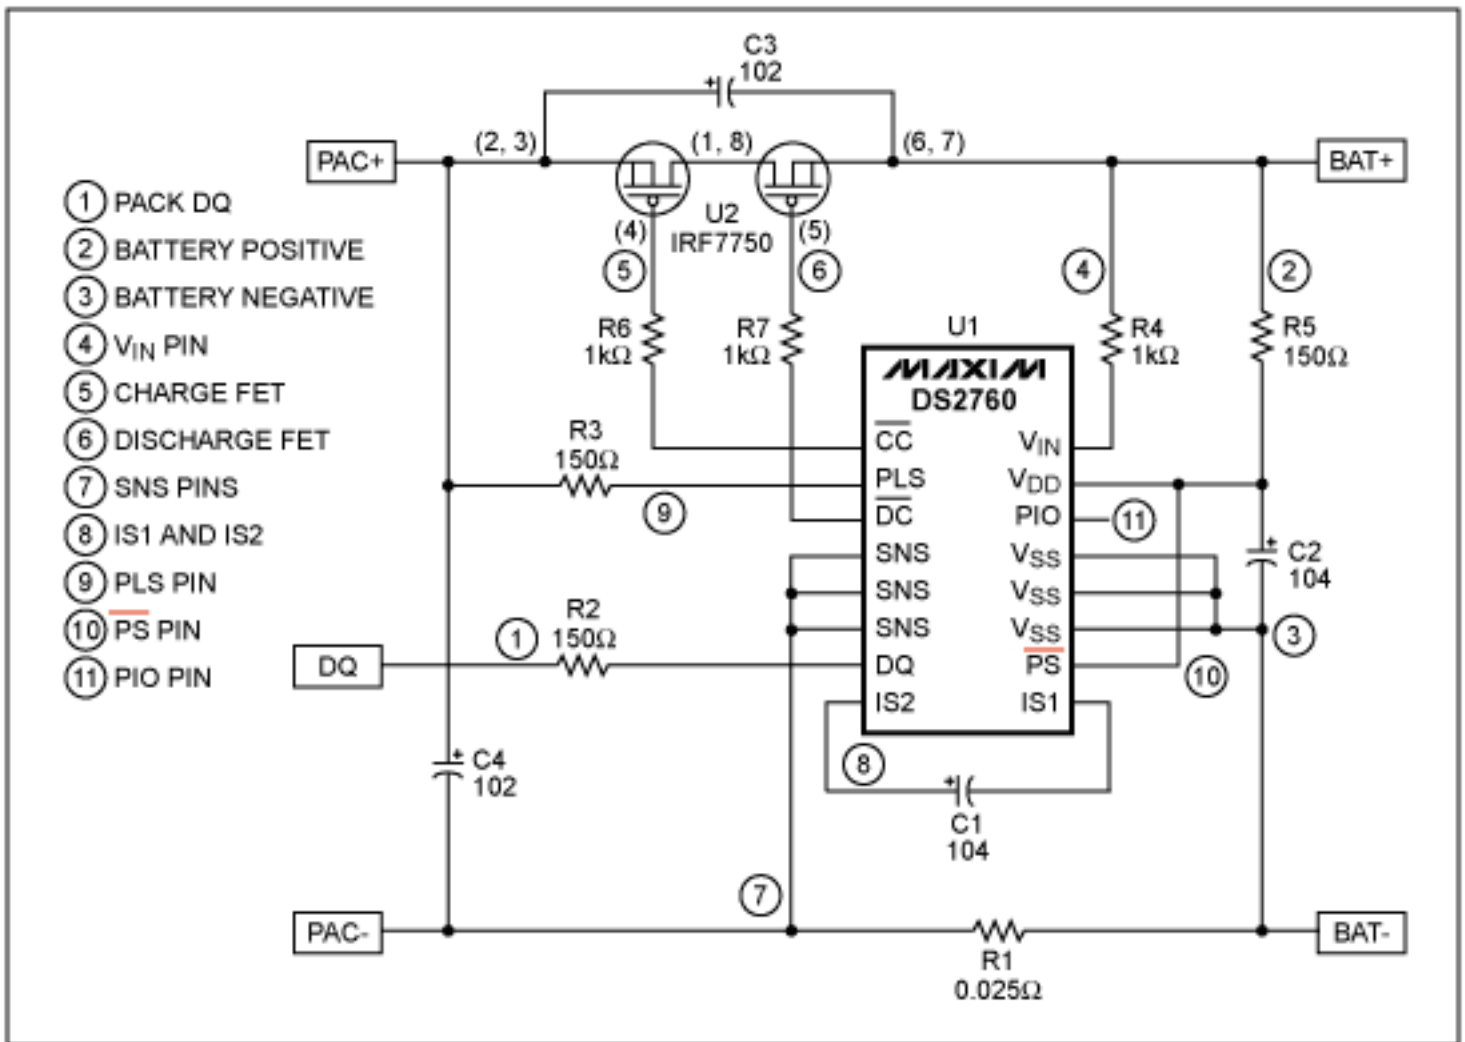 C3
102
PAC+
(2, 3)
(1, 8)
(6, 7)
BAT+
1 PACK DQ
2 BATTERY POSITIVE
3 BATTERY NEGATIVE
4 VIN PIN
5 CHARGE FET
6 DISCHARGE FET
7 SNS PINS
8 IS1 AND IS2
9 PLS PIN
10 P̅S̅ PIN
11 PIO PIN
(4)
U2
IRF7750
(5)
5
6
4
2
R6
1kΩ
R7
1kΩ
U1
R4
1kΩ
R5
150Ω
MAXIM
DS2760
R3
150Ω
9
C̅C̅
PLS
D̅C̅
SNS
SNS
SNS
DQ
IS2
VIN
VDD
PIO
VSS
VSS
VSS
P̅S̅
IS1
11
+
C2
104
3
10
DQ
1
R2
150Ω
8
+
C1
104
+
C4
102
+
7
PAC-
R1
0.025Ω
BAT-